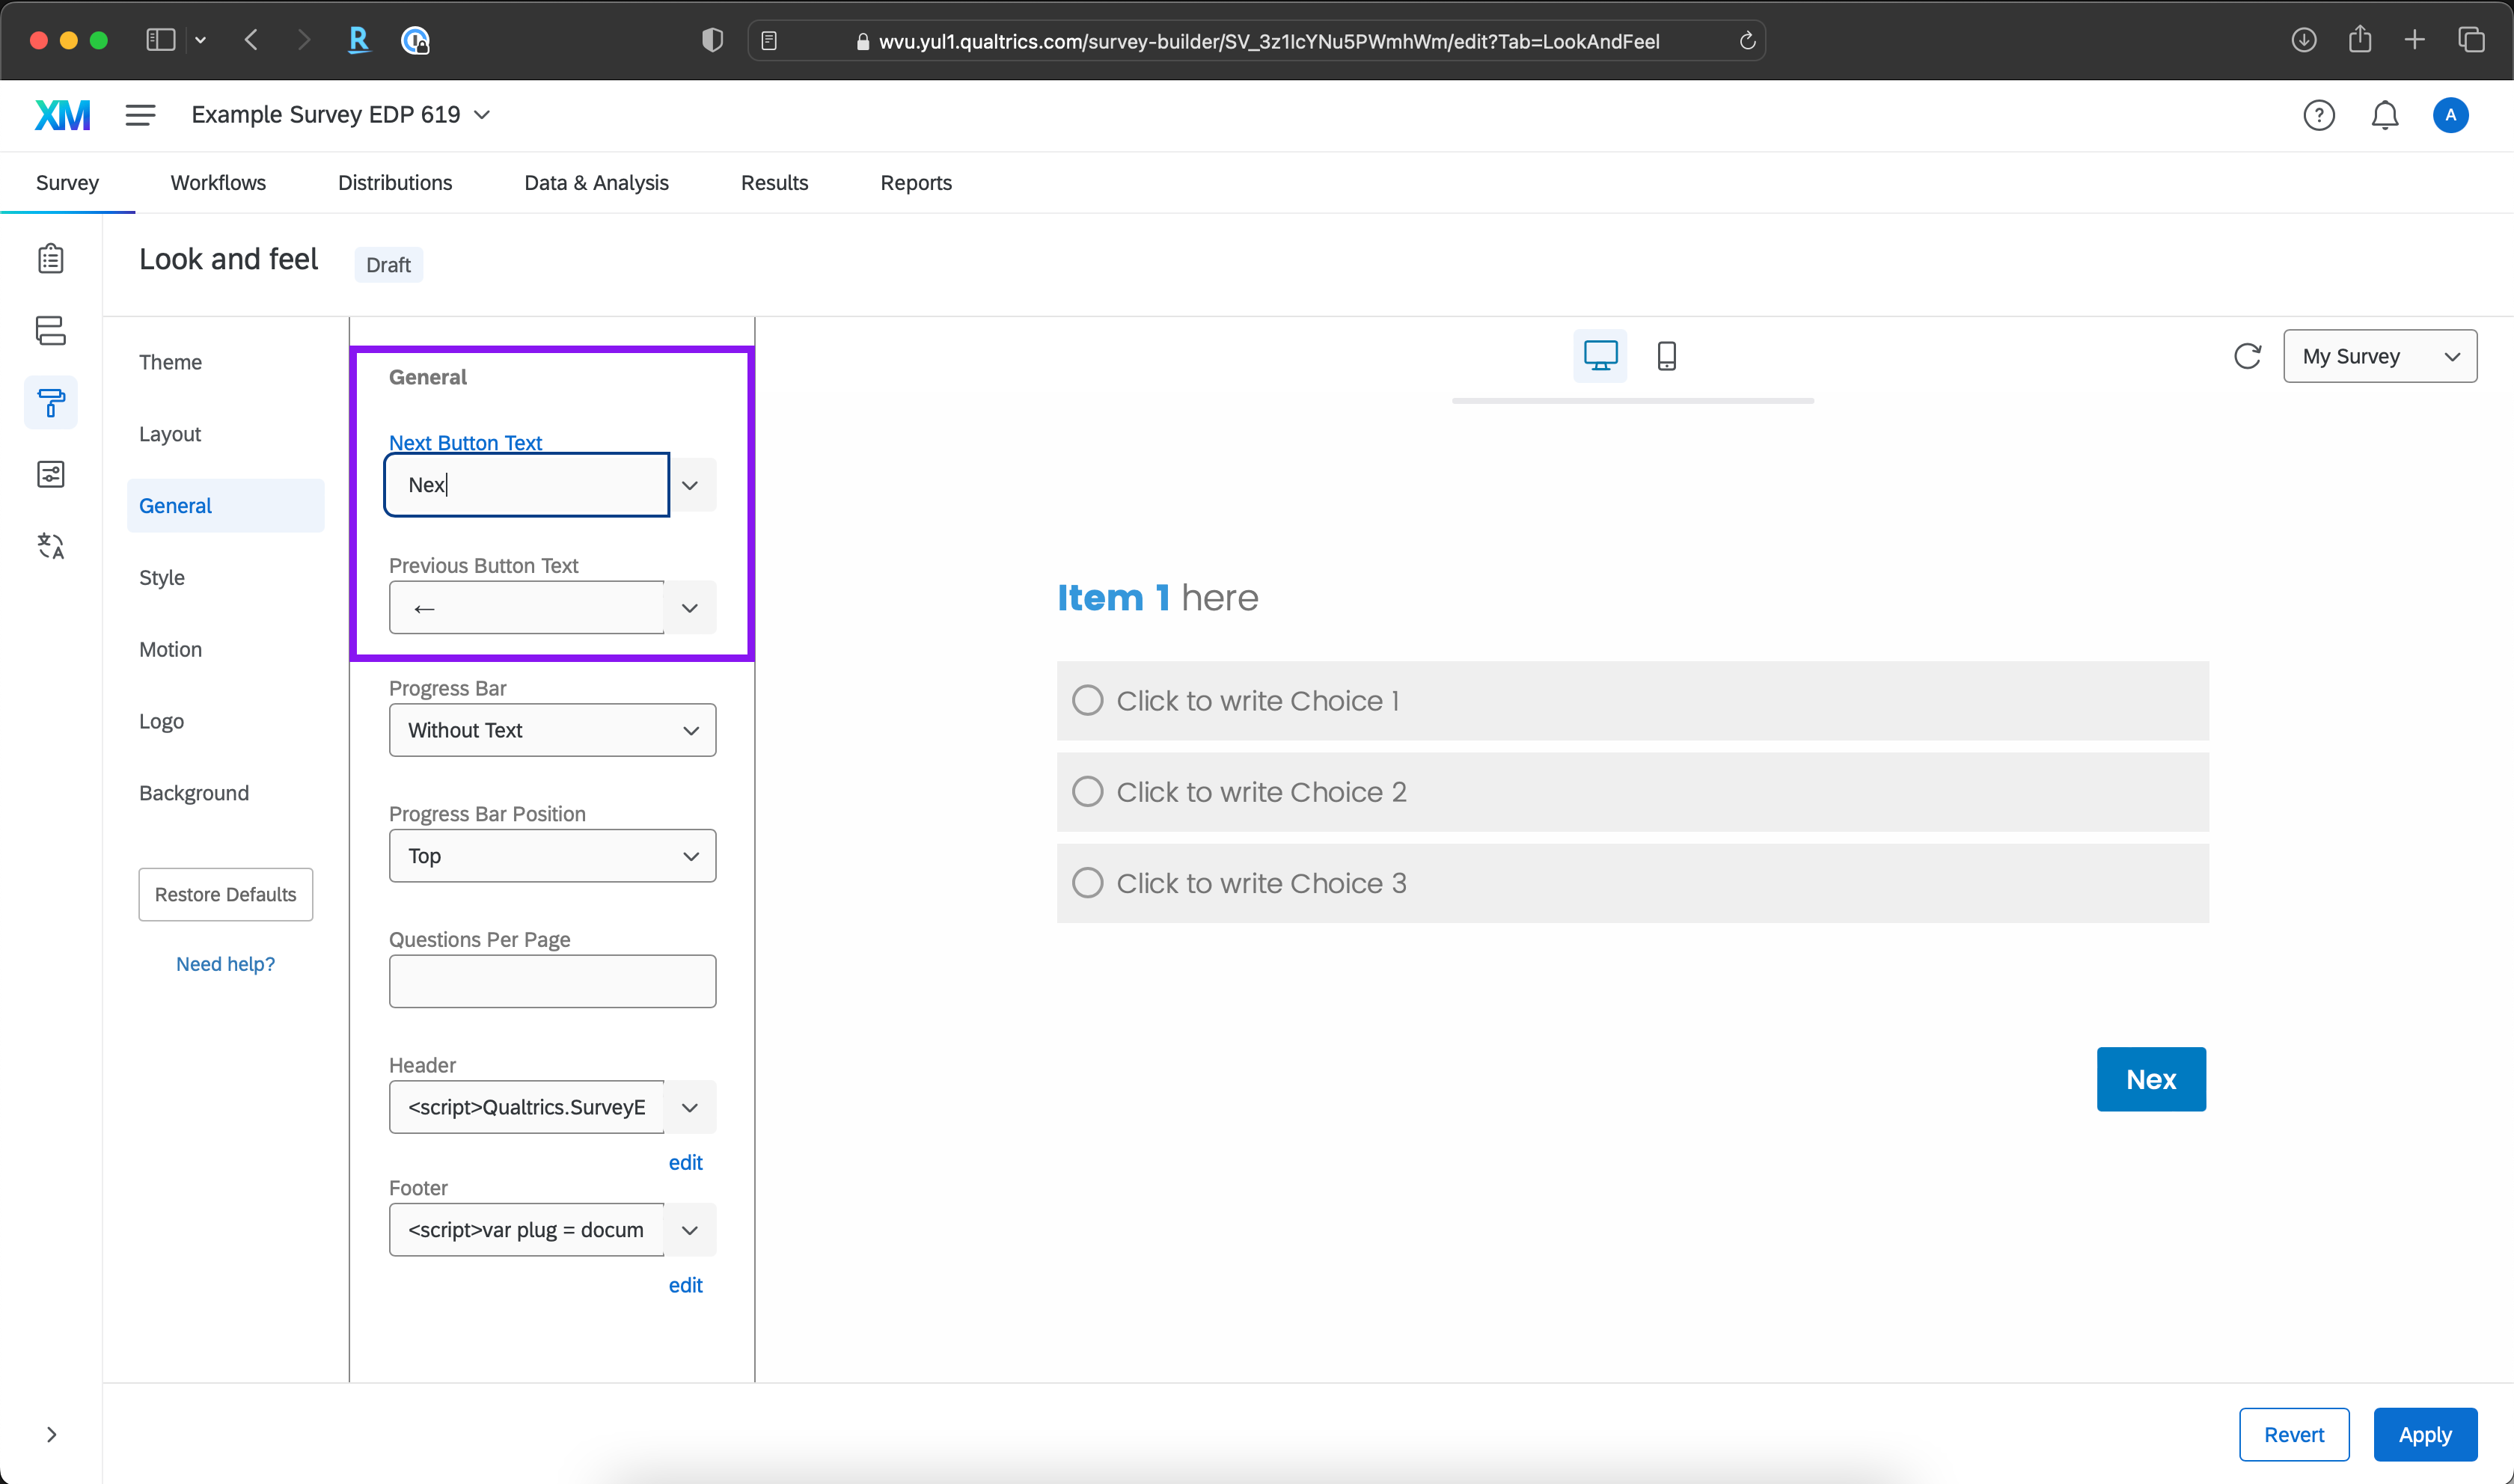 wvu.yul1.qualtrics.com/survey-builder/SV_3z1IcYNu5PWmhWm/edit?Tab=LookAndFeel
XM
Example Survey EDP 619
?
A
Survey
Workflows
Distributions
Data & Analysis
Results
Reports
Look and feel
Draft
Theme
Layout
General
Style
Motion
Logo
Background
Restore Defaults
Need help?
General
Next Button Text
Nex
Previous Button Text
←
Progress Bar
Without Text
Progress Bar Position
Top
Questions Per Page
Header
<script>Qualtrics.SurveyE
edit
Footer
<script>var plug = docum
edit
My Survey
Item 1 here
Click to write Choice 1
Click to write Choice 2
Click to write Choice 3
Nex
Revert
Apply